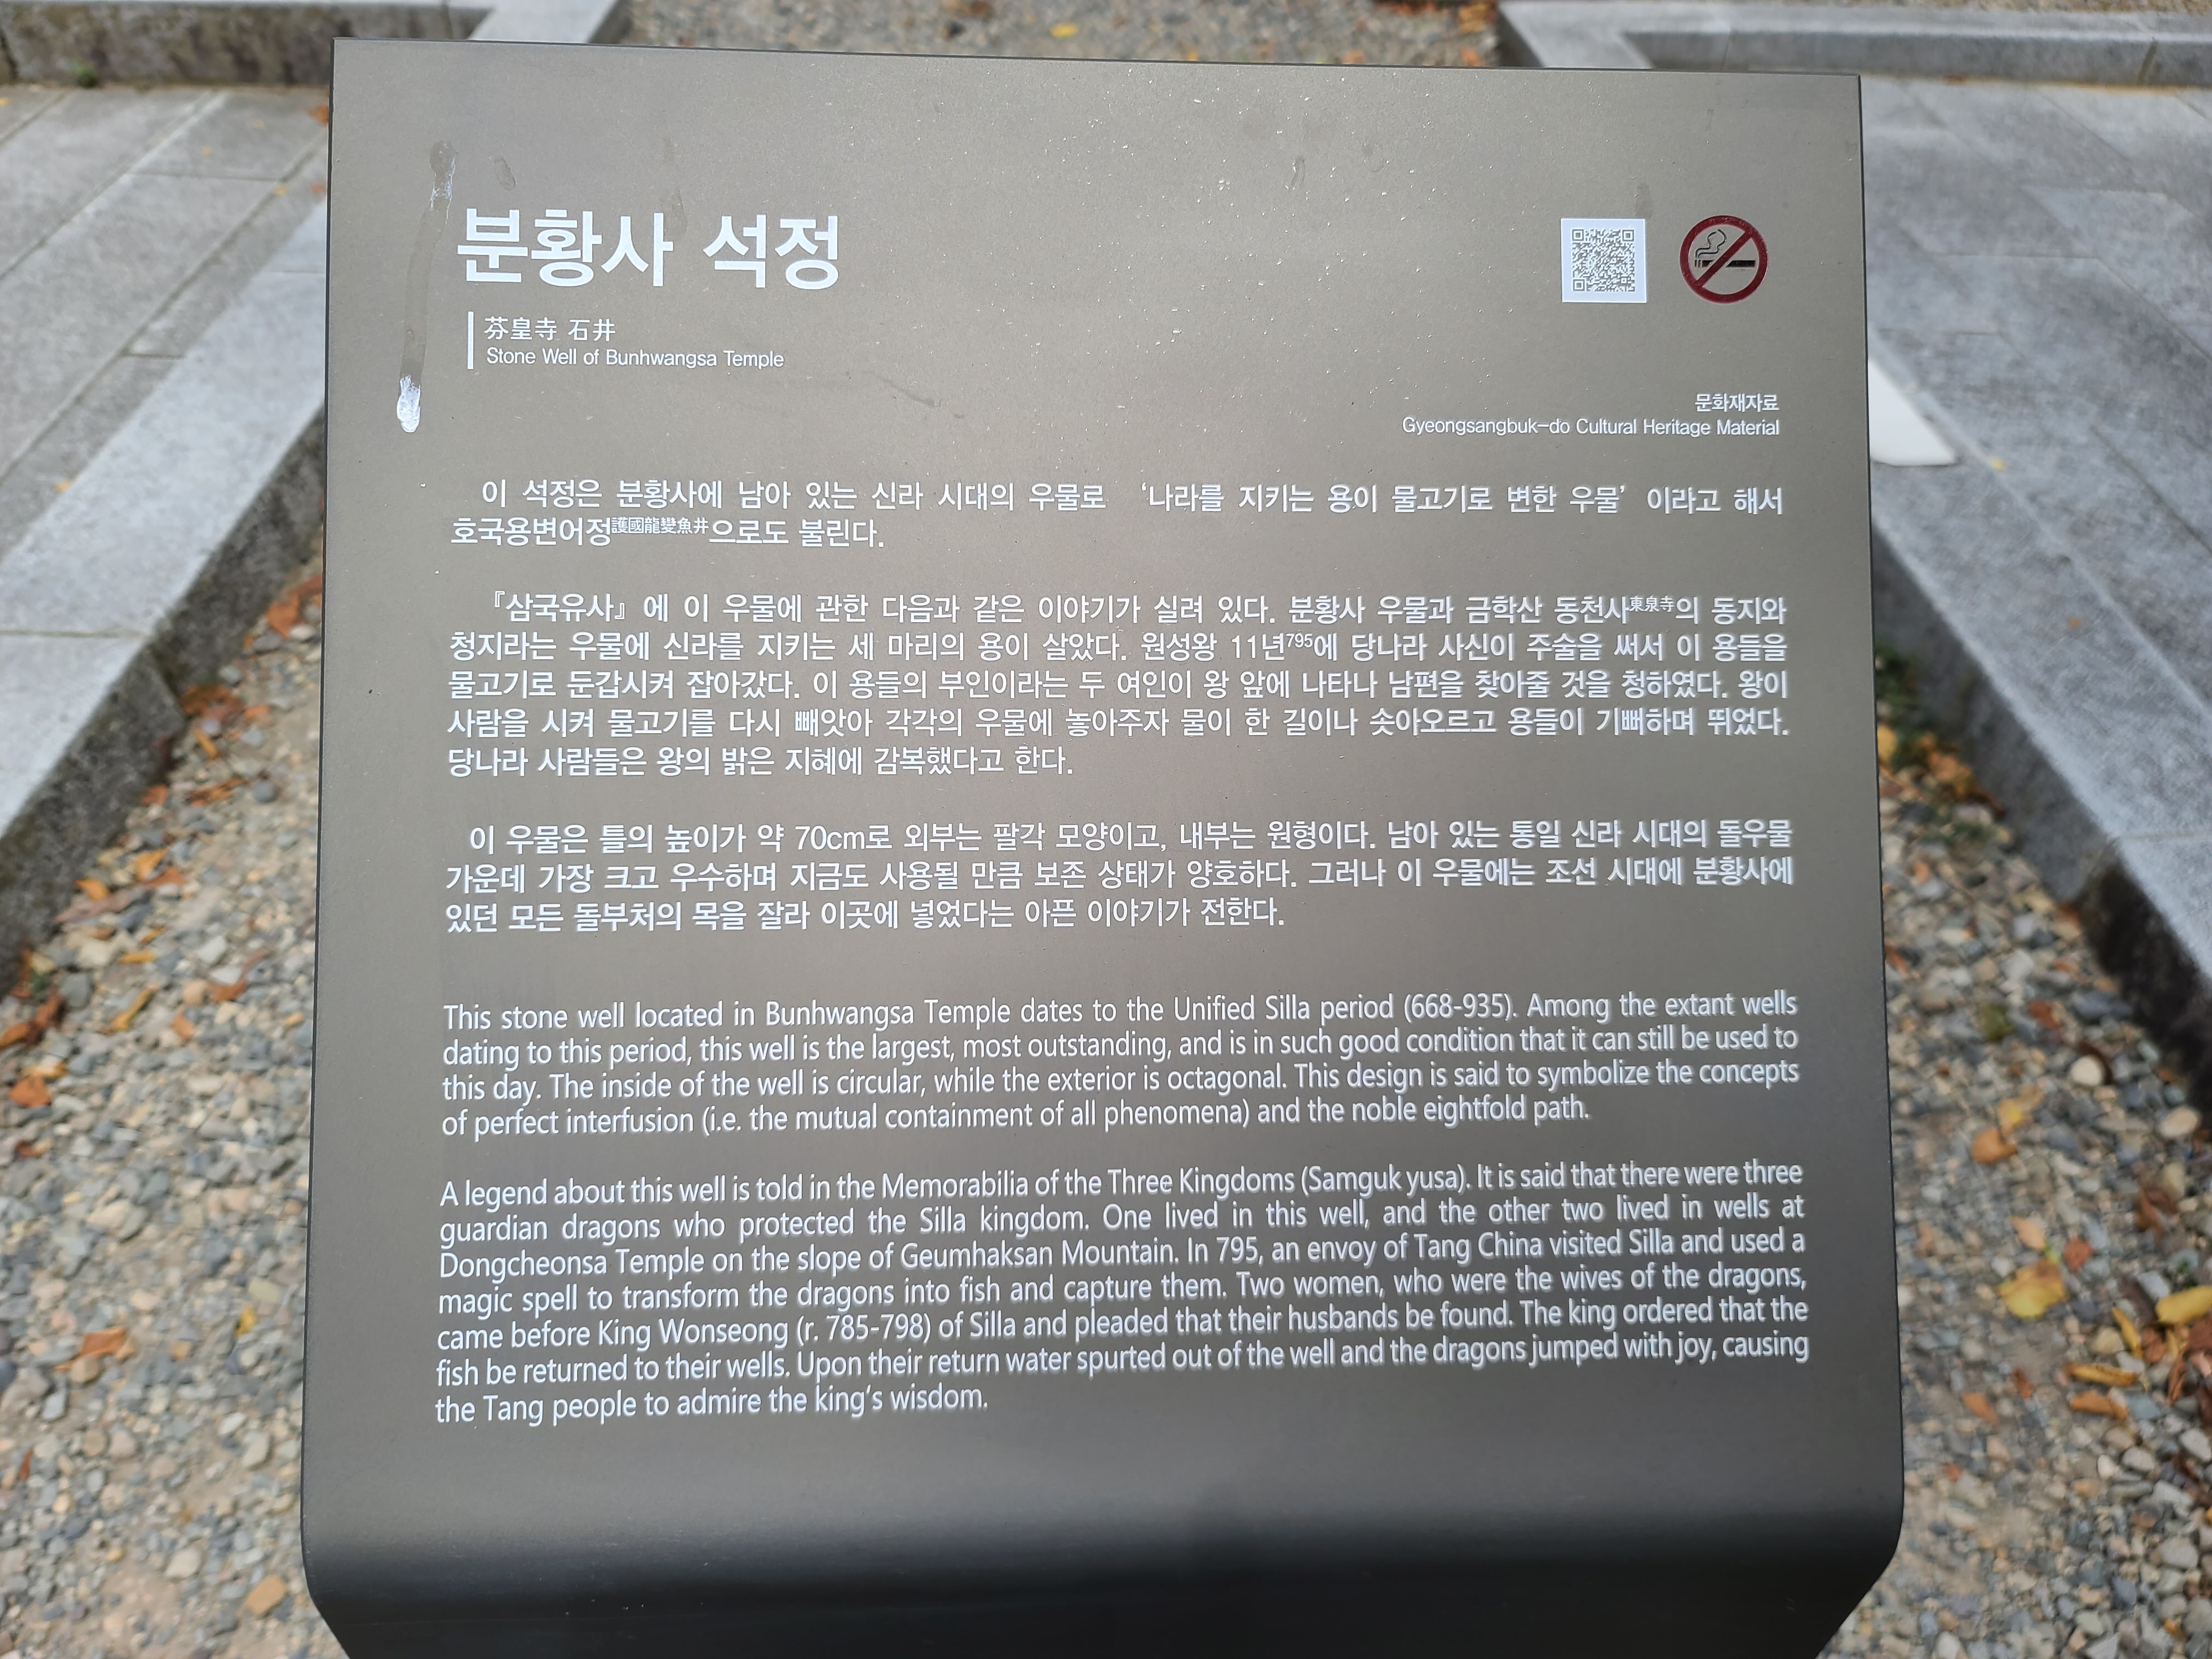 분황사 석정
芬皇寺 石井
Stone Well of Bunhwangsa Temple
문화재자료
Gyeongsangbuk-do Cultural Heritage Material
이 석정은 분황사에 남아 있는 신라 시대의 우물로 ‘나라를 지키는 용이 물고기로 변한 우물’ 이라고 해서
호국용변어정護國龍變魚井으로도 불린다.
『삼국유사』에 이 우물에 관한 다음과 같은 이야기가 실려 있다. 분황사 우물과 금학산 동천사東泉寺의 동지와
청지라는 우물에 신라를 지키는 세 마리의 용이 살았다. 원성왕 11년795에 당나라 사신이 주술을 써서 이 용들을
물고기로 둔갑시켜 잡아갔다. 이 용들의 부인이라는 두 여인이 왕 앞에 나타나 남편을 찾아줄 것을 청하였다. 왕이
사람을 시켜 물고기를 다시 빼앗아 각각의 우물에 놓아주자 물이 한 길이나 솟아오르고 용들이 기뻐하며 뛰었다.
당나라 사람들은 왕의 밝은 지혜에 감복했다고 한다.
이 우물은 틀의 높이가 약 70cm로 외부는 팔각 모양이고, 내부는 원형이다. 남아 있는 통일 신라 시대의 돌우물
가운데 가장 크고 우수하며 지금도 사용될 만큼 보존 상태가 양호하다. 그러나 이 우물에는 조선 시대에 분황사에
있던 모든 돌부처의 목을 잘라 이곳에 넣었다는 아픈 이야기가 전한다.
This stone well located in Bunhwangsa Temple dates to the Unified Silla period (668-935). Among the extant wells
dating to this period, this well is the largest, most outstanding, and is in such good condition that it can still be used to
this day. The inside of the well is circular, while the exterior is octagonal. This design is said to symbolize the concepts
of perfect interfusion (i.e. the mutual containment of all phenomena) and the noble eightfold path.
A legend about this well is told in the Memorabilia of the Three Kingdoms (Samguk yusa). It is said that there were three
guardian dragons who protected the Silla kingdom. One lived in this well, and the other two lived in wells at
Dongcheonsa Temple on the slope of Geumhaksan Mountain. In 795, an envoy of Tang China visited Silla and used a
magic spell to transform the dragons into fish and capture them. Two women, who were the wives of the dragons,
came before King Wonseong (r. 785-798) of Silla and pleaded that their husbands be found. The king ordered that the
fish be returned to their wells. Upon their return water spurted out of the well and the dragons jumped with joy, causing
the Tang people to admire the king's wisdom.